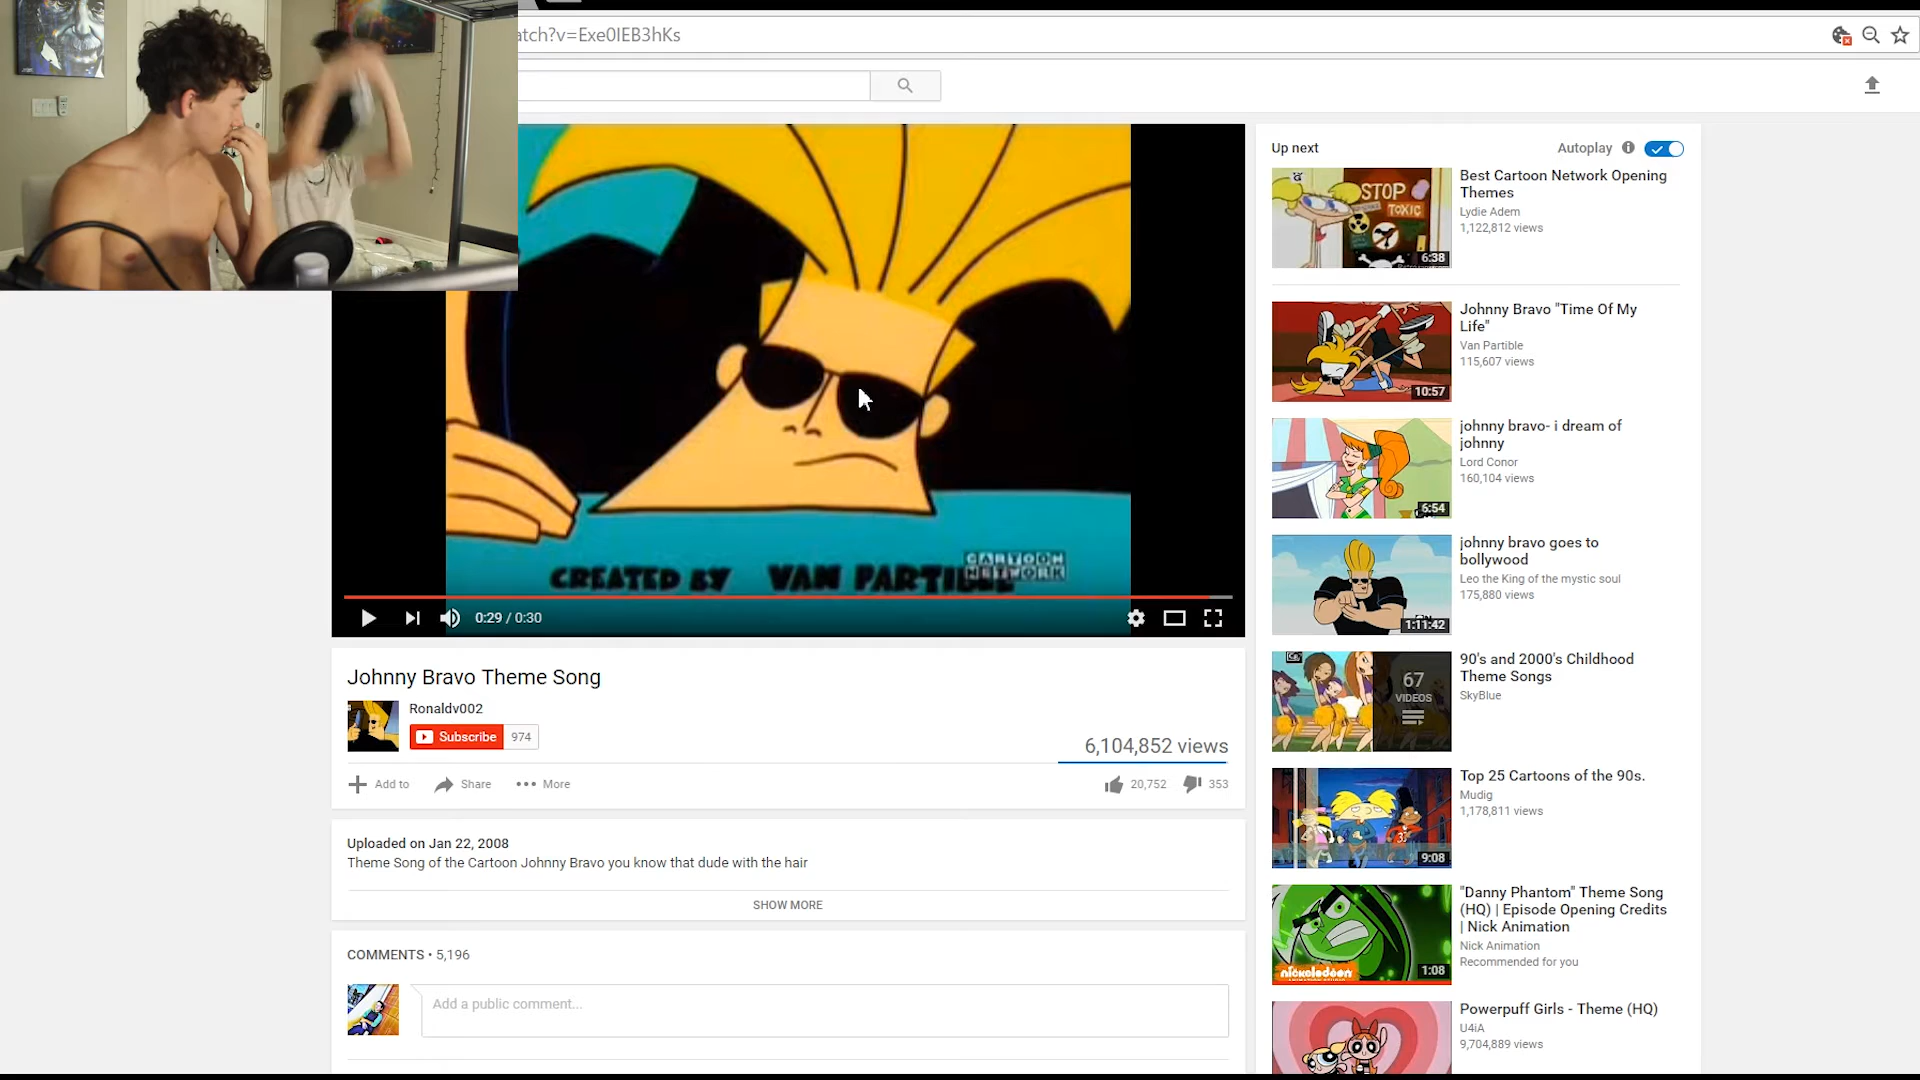 atch?v=Exe0IEB3hKs
Up next
Autoplay
STOP
TOXIC
6:38
Best Cartoon Network Opening
Themes
Lydie Adem
1,122,812 views
10:57
Johnny Bravo "Time Of My
Life"
Van Partible
115,607 views
6:54
johnny bravo- i dream of
johnny
Lord Conor
160,104 views
1:11:42
johnny bravo goes to
bollywood
Leo the King of the mystic soul
175,880 views
67
VIDEOS
90's and 2000's Childhood
Theme Songs
SkyBlue
9:08
Top 25 Cartoons of the 90s.
Mudig
1,178,811 views
nickelodeon
1:08
"Danny Phantom" Theme Song
(HQ) | Episode Opening Credits
| Nick Animation
Nick Animation
Recommended for you
Powerpuff Girls - Theme (HQ)
U4iA
9,704,889 views
CARTOON
NETWORK
CREATED BY VAN PARTIBLE
0:29 / 0:30
Johnny Bravo Theme Song
Ronaldv002
Subscribe 974
6,104,852 views
Add to Share More
20,752 353
Uploaded on Jan 22, 2008
Theme Song of the Cartoon Johnny Bravo you know that dude with the hair
SHOW MORE
COMMENTS • 5,196
Add a public comment...